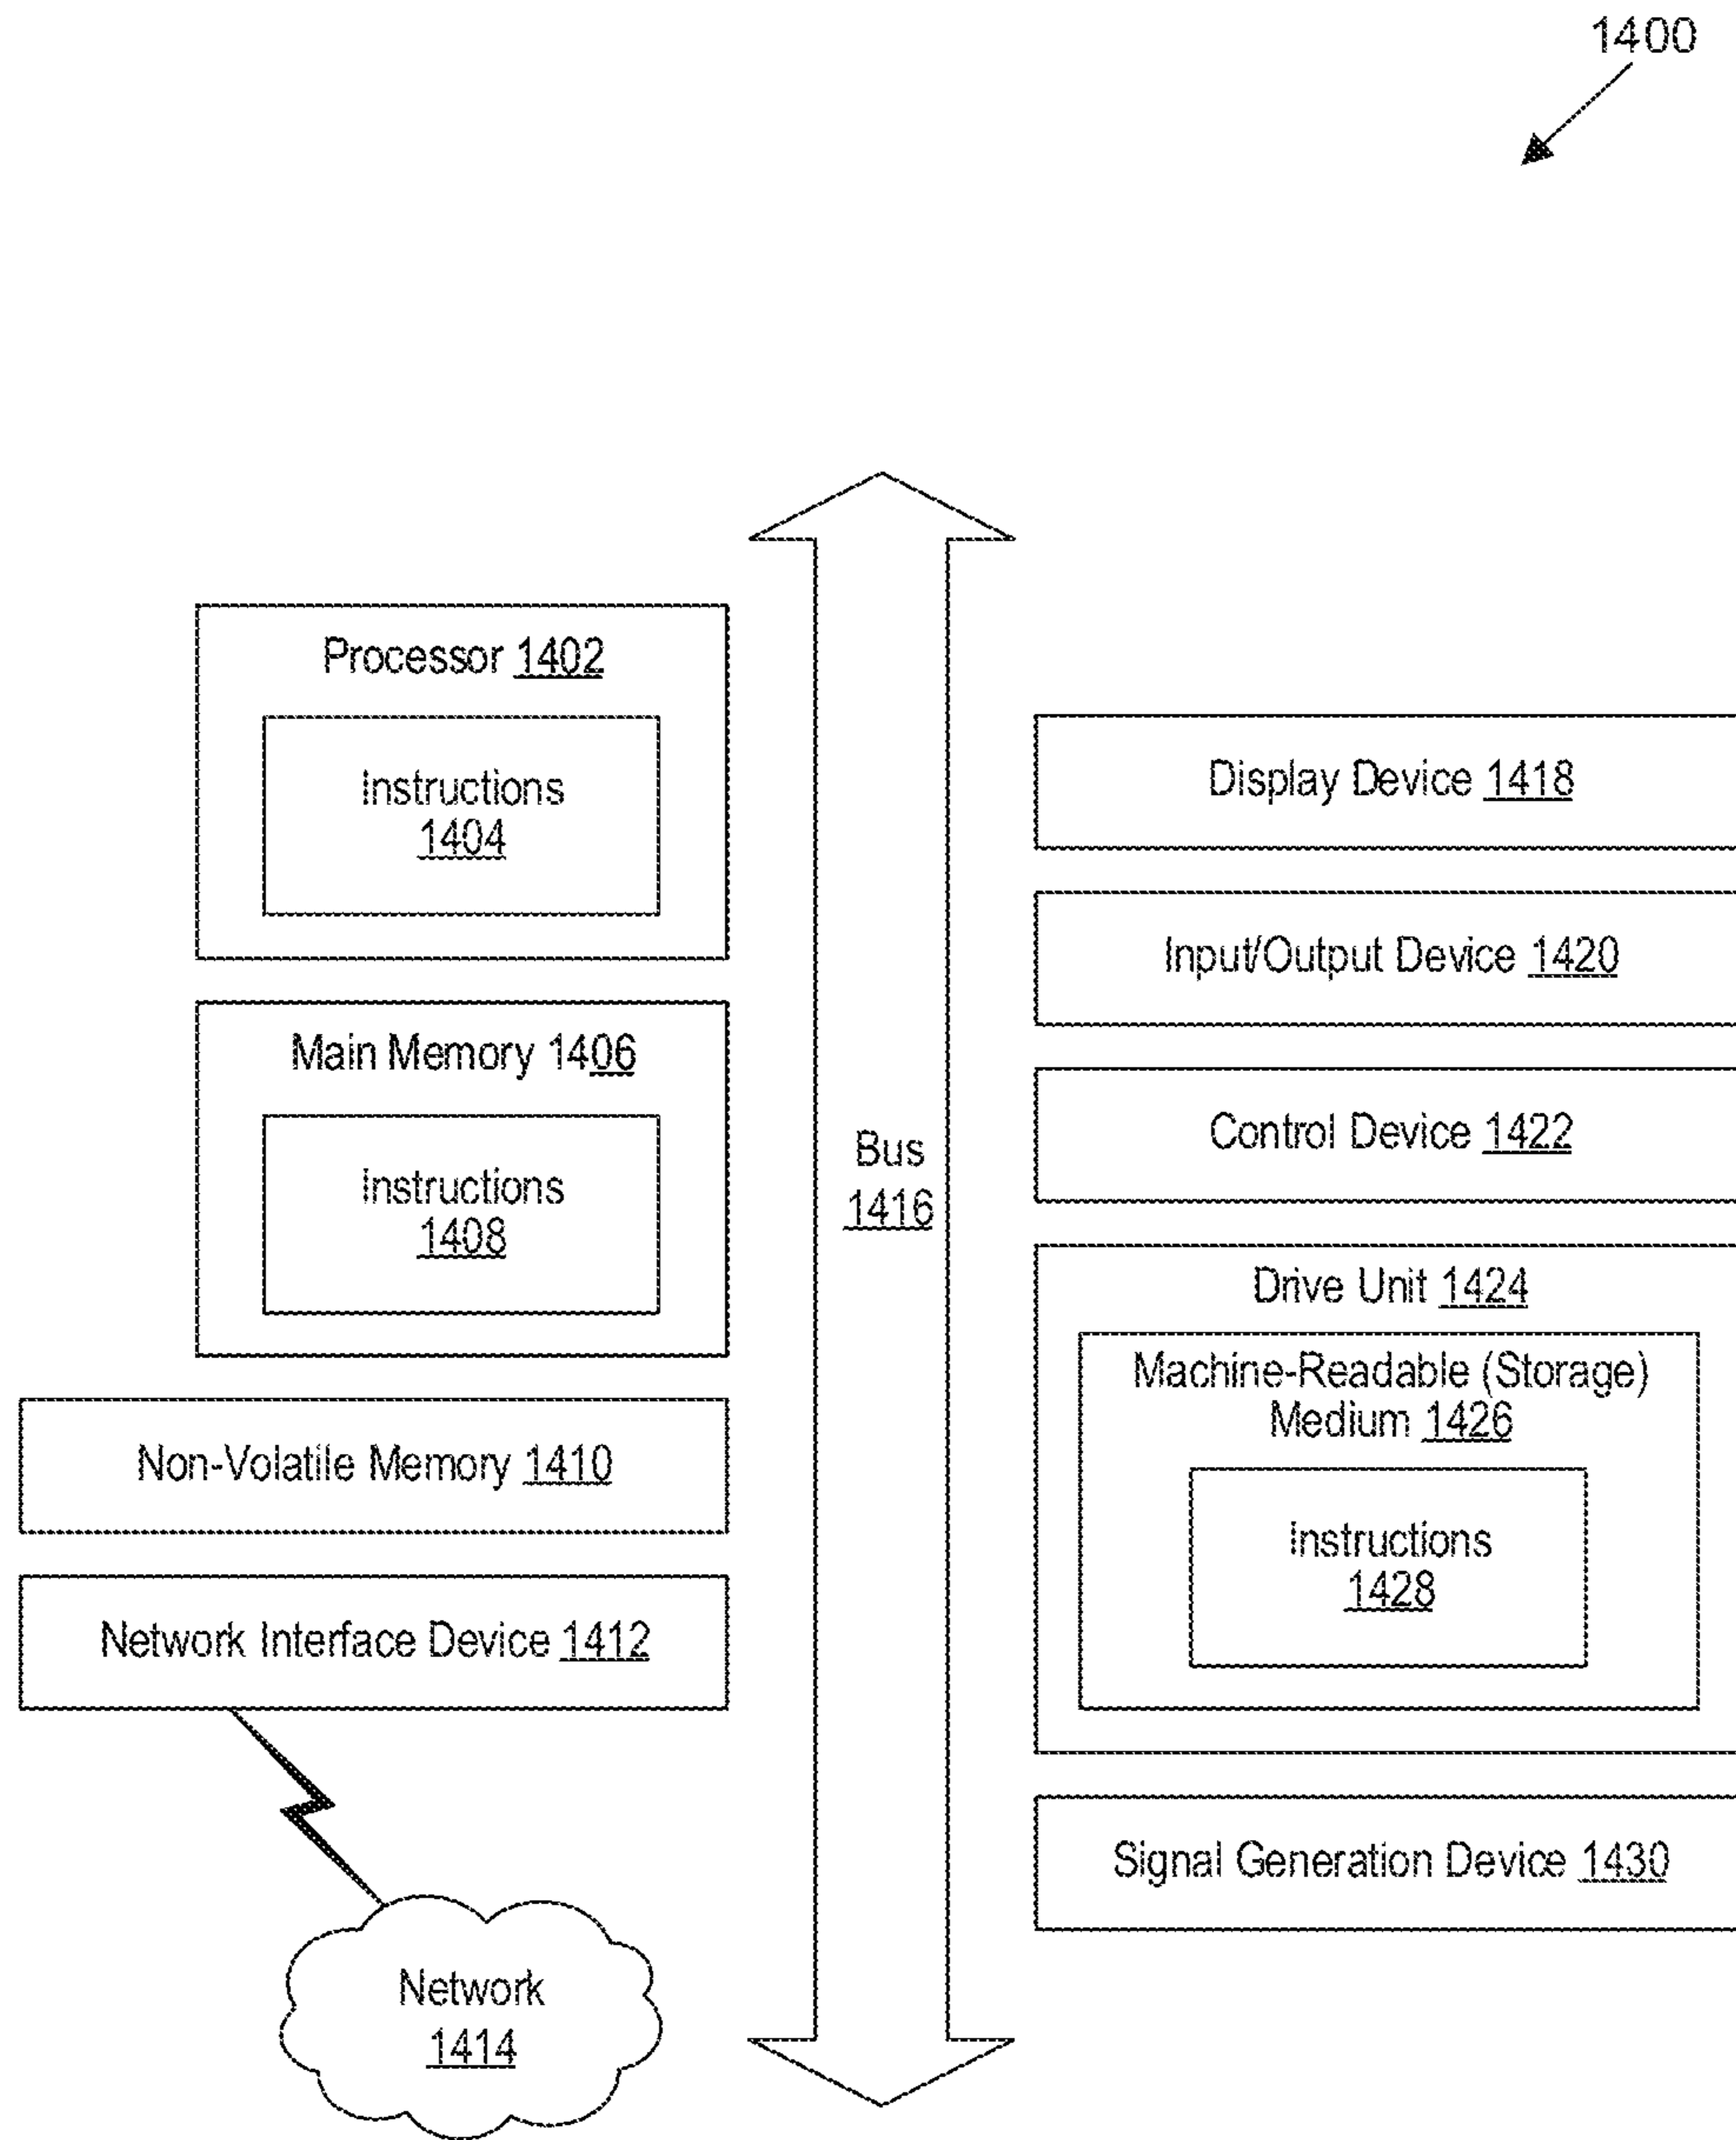 1400
Processor 1402
Instructions
1404
Main Memory 1406
Instructions
1408
Non-Volatile Memory 1410
Network Interface Device 1412
Network
1414
Bus
1416
Display Device 1418
Input/Output Device 1420
Control Device 1422
Drive Unit 1424
Machine-Readable (Storage)
Medium 1426
Instructions
1428
Signal Generation Device 1430